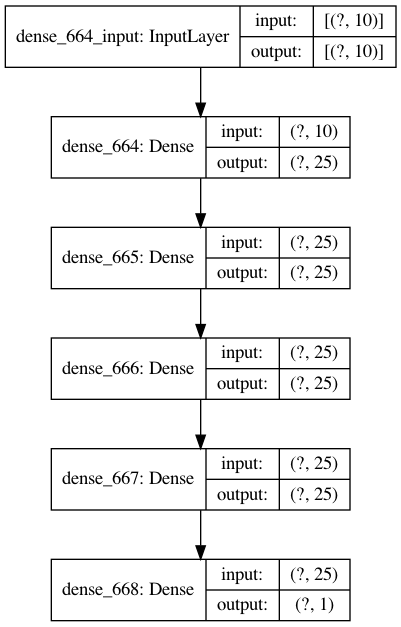 dense_664_input: InputLayer
input:
[(?, 10)]
output:
[(?, 10)]
dense_664: Dense
input:
(?, 10)
output:
(?, 25)
dense_665: Dense
input:
(?, 25)
output:
(?, 25)
dense_666: Dense
input:
(?, 25)
output:
(?, 25)
dense_667: Dense
input:
(?, 25)
output:
(?, 25)
dense_668: Dense
input:
(?, 25)
output:
(?, 1)